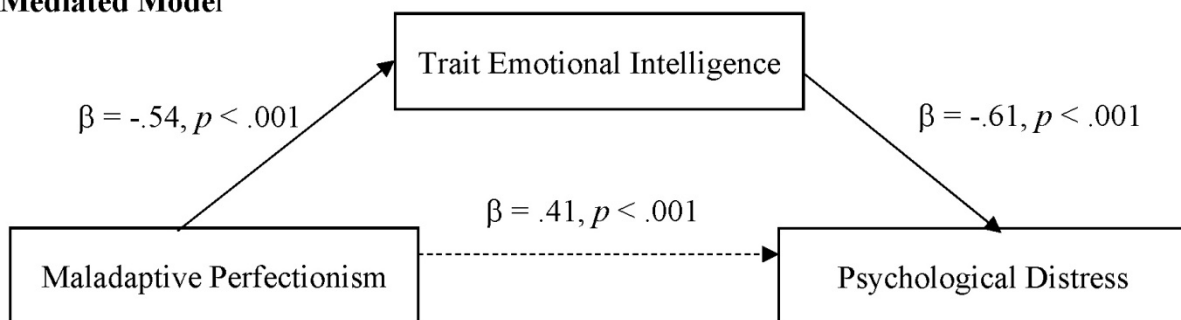 Mediated Model
Trait Emotional Intelligence
β = -.54, p < .001
β = -.61, p < .001
β = .41, p < .001
Maladaptive Perfectionism
Psychological Distress